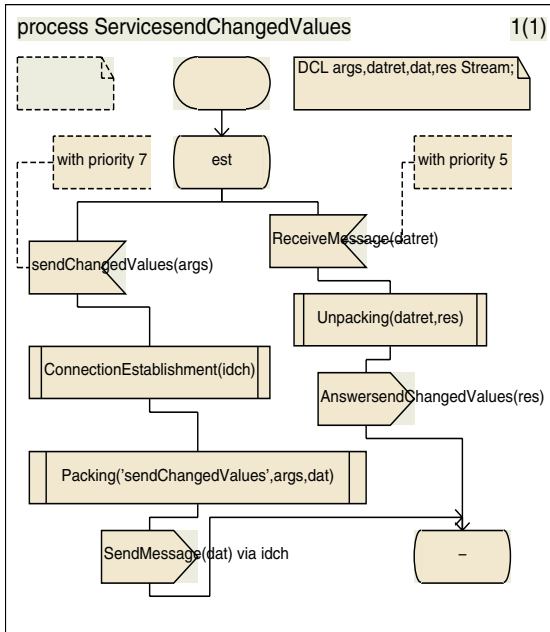 process ServicesendChangedValues
1(1)
DCL args,datret,dat,res Stream;
with priority 7
est
with priority 5
sendChangedValues(args)
ReceiveMessage(datret)
Unpacking(datret,res)
ConnectionEstablishment(idch)
AnswersendChangedValues(res)
Packing('sendChangedValues',args,dat)
SendMessage(dat) via idch
–